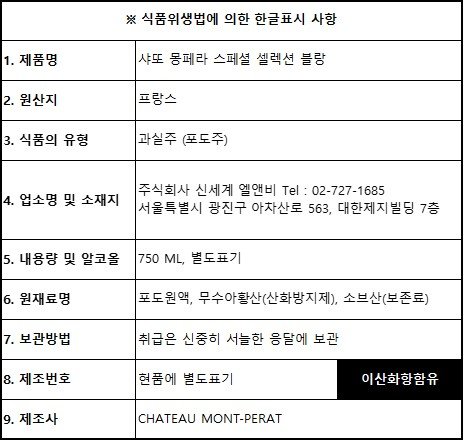 ※ 식품위생법에 의한 한글표시 사항
1. 제품명 샤또 몽페라 스페셜 셀렉션 블랑
2. 원산지 프랑스
3. 식품의 유형 과실주 (포도주)
4. 업소명 및 소재지 주식회사 신세계 엘앤비 Tel : 02-727-1685
서울특별시 광진구 아차산로 563, 대한제지빌딩 7층
5. 내용량 및 알코올 750 ML, 별도표기
6. 원재료명 포도원액, 무수아황산(산화방지제), 소브산(보존료)
7. 보관방법 취급은 신중히 서늘한 응달에 보관
8. 제조번호 현품에 별도표기 이산화항함유
9. 제조사 CHATEAU MONT-PERAT